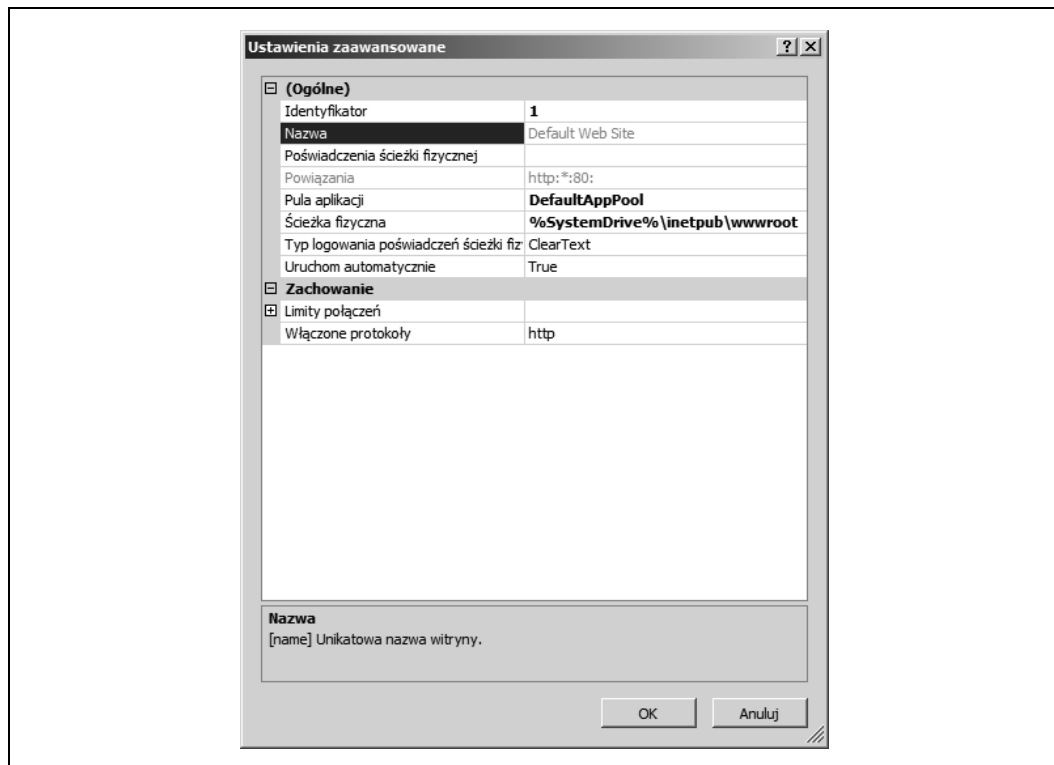 Ustawienia zaawansowane
(Ogólne)
Identyfikator 1
Nazwa Default Web Site
Poświadczenia ścieżki fizycznej
Powiązania http:*:80:
Pula aplikacji DefaultAppPool
Ścieżka fizyczna %SystemDrive%\inetpub\wwwroot
Typ logowania poświadczeń ścieżki fizy ClearText
Uruchom automatycznie True
Zachowanie
Limity połączeń
Włączone protokoły http
Nazwa
[name] Unikatowa nazwa witryny.
OK Anuluj